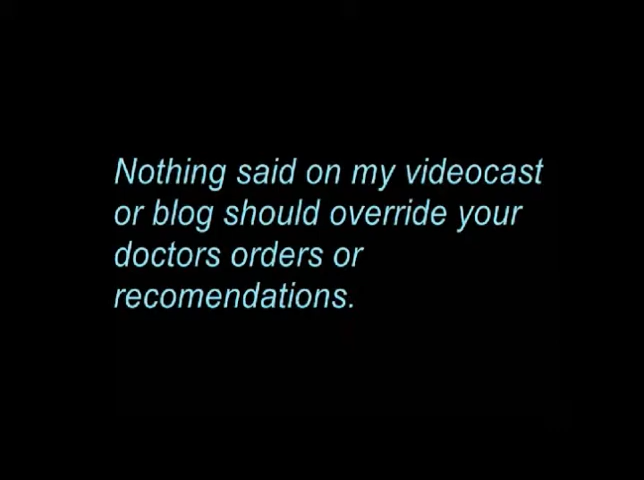 Nothing said on my videocast
or blog should override your
doctors orders or
recomendations.